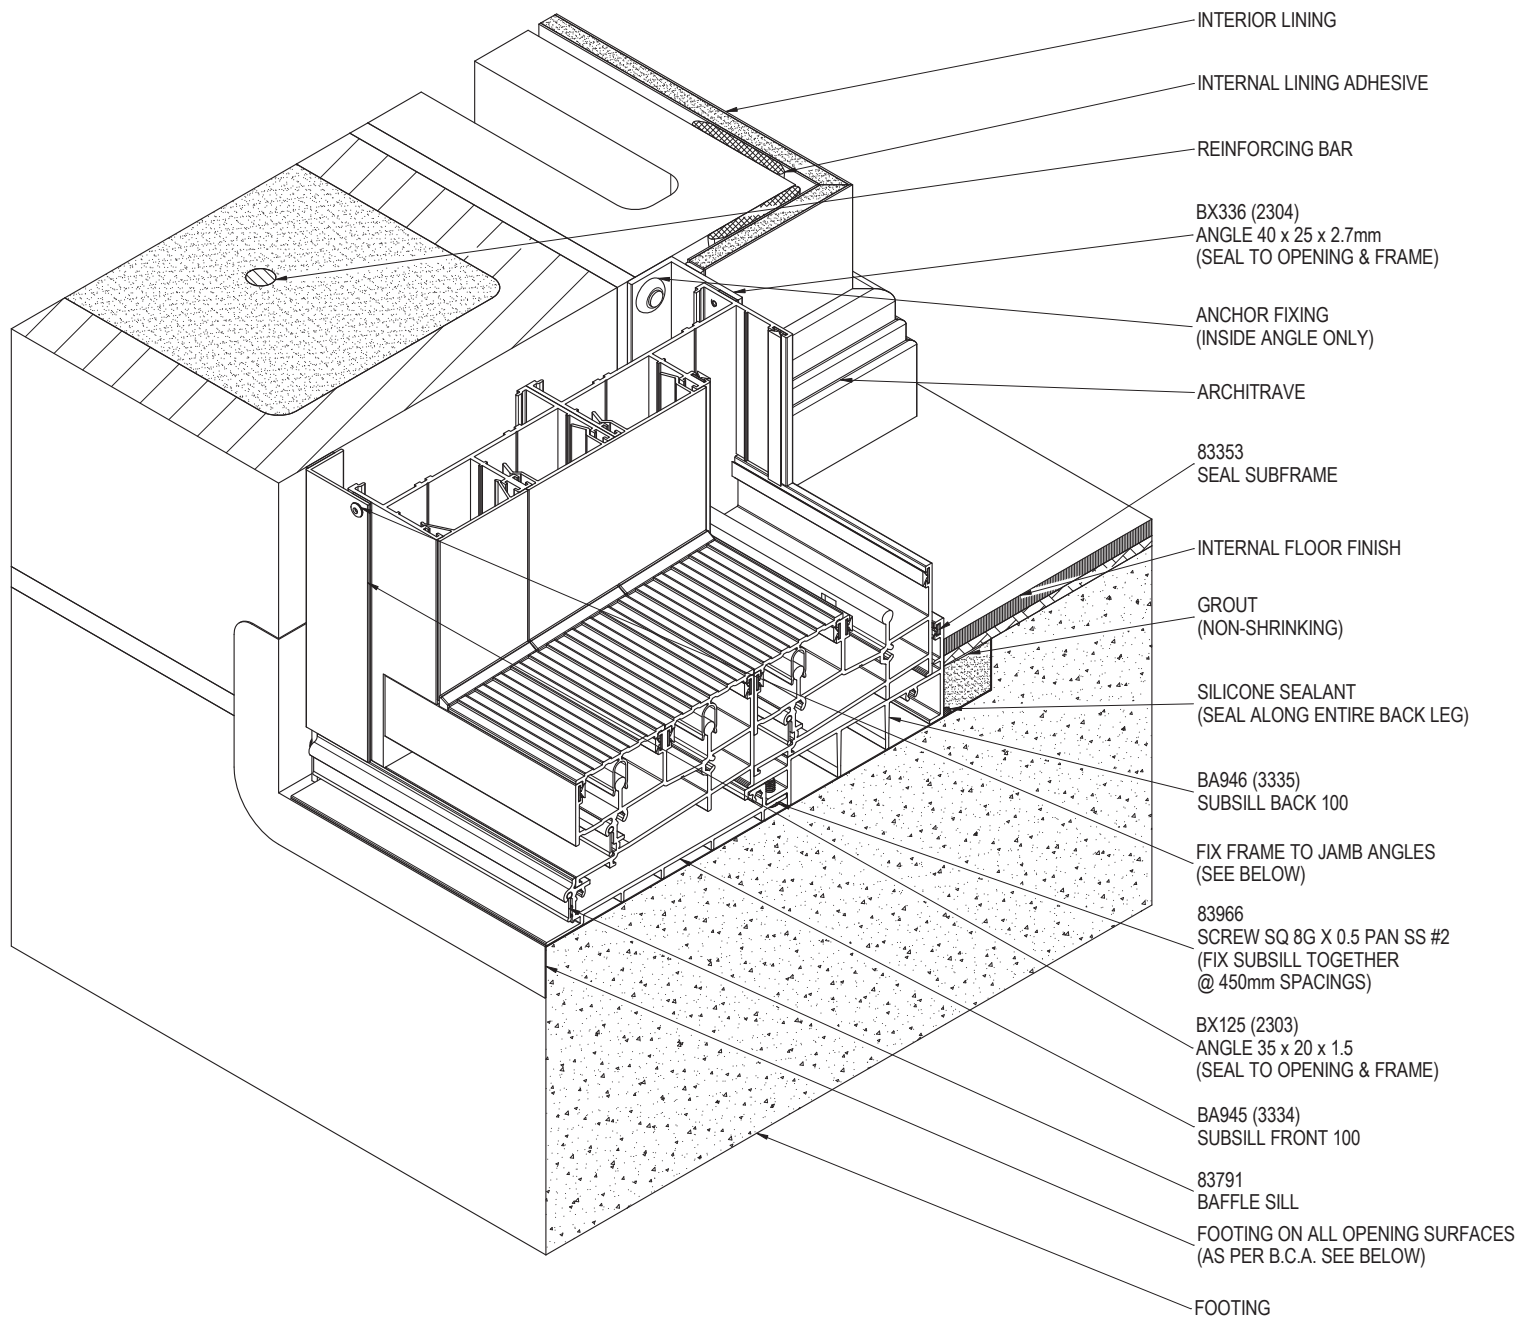 INTERIOR LINING
INTERNAL LINING ADHESIVE
REINFORCING BAR
BX336 (2304)
ANGLE 40 x 25 x 2.7mm
(SEAL TO OPENING & FRAME)
ANCHOR FIXING
(INSIDE ANGLE ONLY)
ARCHITRAVE
83353
SEAL SUBFRAME
INTERNAL FLOOR FINISH
GROUT
(NON-SHRINKING)
SILICONE SEALANT
(SEAL ALONG ENTIRE BACK LEG)
BA946 (3335)
SUBSILL BACK 100
FIX FRAME TO JAMB ANGLES
(SEE BELOW)
83966
SCREW SQ 8G X 0.5 PAN SS #2
(FIX SUBSILL TOGETHER
@ 450mm SPACINGS)
BX125 (2303)
ANGLE 35 x 20 x 1.5
(SEAL TO OPENING & FRAME)
BA945 (3334)
SUBSILL FRONT 100
83791
BAFFLE SILL
FOOTING ON ALL OPENING SURFACES
(AS PER B.C.A. SEE BELOW)
FOOTING